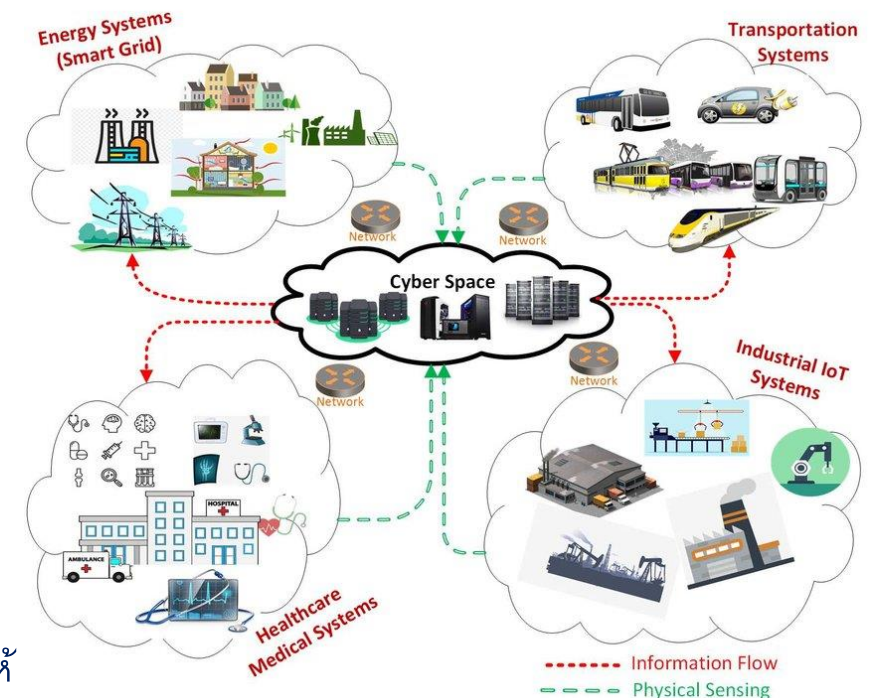 Energy Systems
(Smart Grid)
Transportation
Systems
Network
Network
Cyber Space
Network
Network
Industrial IoT
Systems
HOSPITAL
AMBULANCE
Healthcare
Medical Systems
Information Flow
Physical Sensing